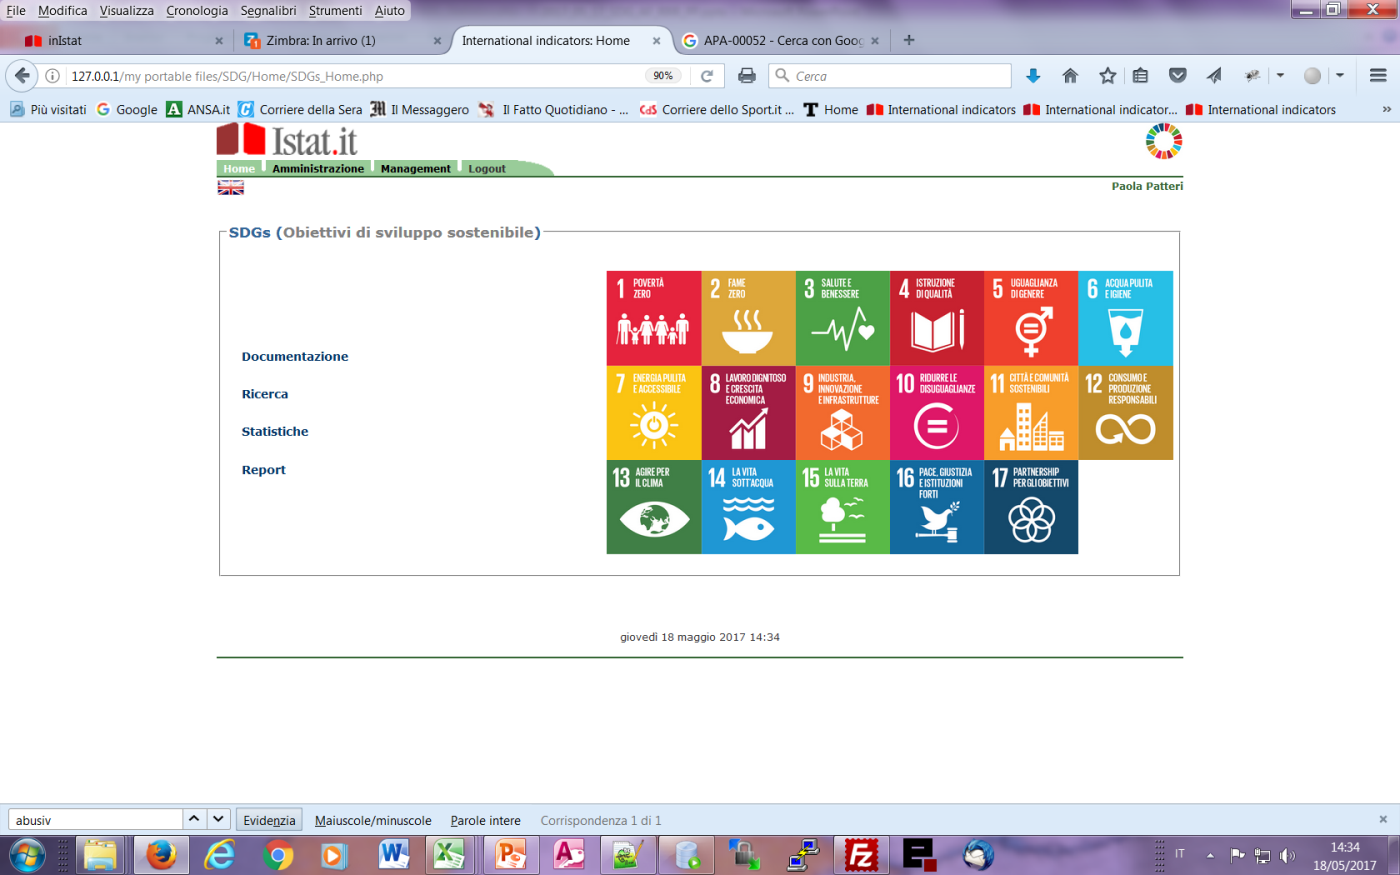 File Modifica Visualizza Cronologia Segnalibri Strumenti Aiuto
inIstat
Zimbra: In arrivo (1)
International indicators: Home
APA-00052 - Cerca con Goog
127.0.0.1/my portable files/SDG/Home/SDGs_Home.php
90%
Cerca
Più visitati Google ANSA.it Corriere della Sera Il Messaggero Il Fatto Quotidiano - ... Corriere dello Sport.it ... Home International indicators International indicator... International indicators »
Istat.it
Home Amministrazione Management Logout
Paola Patteri
SDGs (Obiettivi di sviluppo sostenibile)
Documentazione
Ricerca
Statistiche
Report
1 POVERTÀ
ZERO
2 FAME
ZERO
3 SALUTE E
BENESSERE
4 ISTRUZIONE
DI QUALITÀ
5 UGUAGLIANZA
DI GENERE
6 ACQUA PULITA
E IGIENE
7 ENERGIA PULITA
E ACCESSIBILE
8 LAVORO DIGNITOSO
E CRESCITA
ECONOMICA
9 INDUSTRIA,
INNOVAZIONE
E INFRASTRUTTURE
10 RIDURRE LE
DISUGUAGLIANZE
11 CITTÀ E COMUNITÀ
SOSTENIBILI
12 CONSUMO E
PRODUZIONE
RESPONSABILI
13 AGIRE PER
IL CLIMA
14 LA VITA
SOTT'ACQUA
15 LA VITA
SULLA TERRA
16 PACE, GIUSTIZIA
E ISTITUZIONI
FORTI
17 PARTNERSHIP
PER GLI OBIETTIVI
giovedì 18 maggio 2017 14:34
abusiv
Evidenzia Maiuscole/minuscole Parole intere Corrispondenza 1 di 1
IT
14:34
18/05/2017